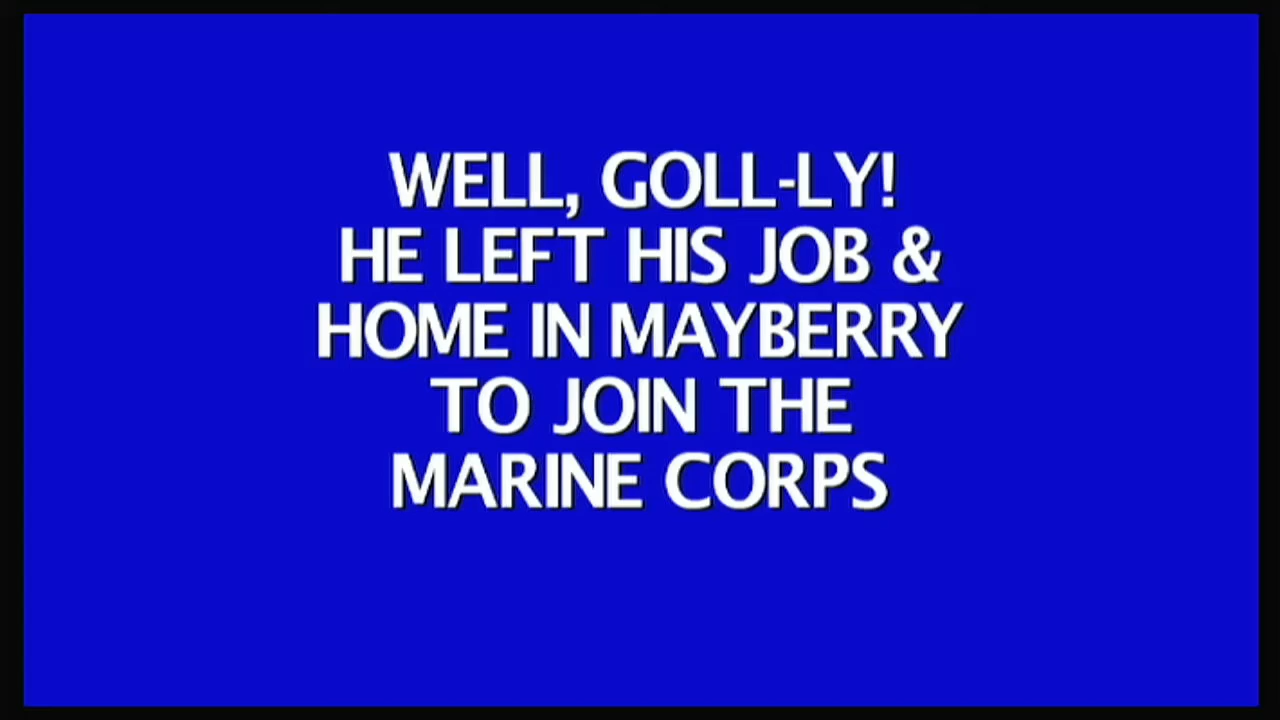 WELL, GOLL-LY!
HE LEFT HIS JOB &
HOME IN MAYBERRY
TO JOIN THE
MARINE CORPS